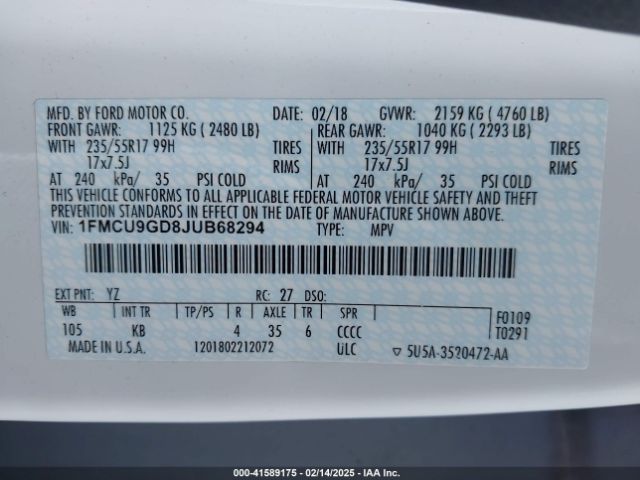 MFD. BY FORD MOTOR CO. DATE: 02/18 GVWR: 2159 KG ( 4760 LB)
FRONT GAWR: 1125 KG ( 2480 LB) REAR GAWR: 1040 KG ( 2293 LB)
WITH 235/55R17 99H TIRES WITH 235/55R17 99H TIRES
17x7.5J RIMS 17x7.5J RIMS
AT 240 kPa/ 35 PSI COLD AT 240 kPa/ 35 PSI COLD
THIS VEHICLE CONFORMS TO ALL APPLICABLE FEDERAL MOTOR VEHICLE SAFETY AND THEFT
PREVENTION STANDARDS IN EFFECT ON THE DATE OF MANUFACTURE SHOWN ABOVE.
VIN: 1FMCU9GD8JUB68294 TYPE: MPV
EXT PNT: YZ RC: 27 DSO:
WB INT TR TP/PS R AXLE TR SPR
105 KB 4 35 6 CCCC
F0109
T0291
MADE IN U.S.A. 1201802212072 ULC ▽ 5U5A-3520472-AA
000-41589175 - 02/14/2025 - IAAI.com